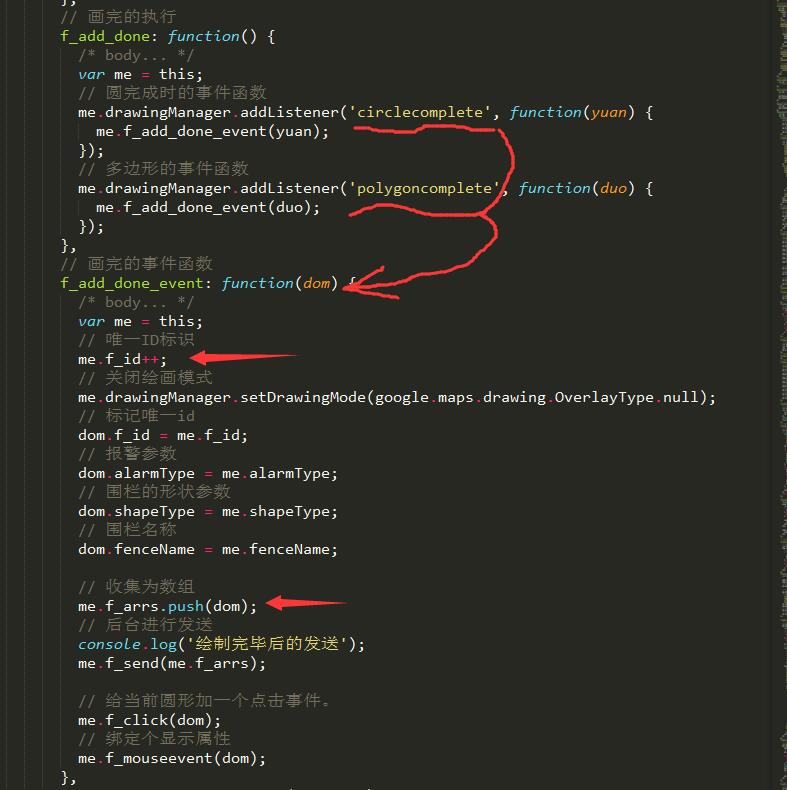 },
// 画完的执行
f_add_done: function() {
/* body... */
var me = this;
// 圆完成时的事件函数
me.drawingManager.addListener('circlecomplete', function(yuan) {
me.f_add_done_event(yuan);
});
// 多边形的事件函数
me.drawingManager.addListener('polygoncomplete', function(duo) {
me.f_add_done_event(duo);
});
},
// 画完的事件函数
f_add_done_event: function(dom) {
/* body... */
var me = this;
// 唯一ID标识
me.f_id++;
// 关闭绘画模式
me.drawingManager.setDrawingMode(google.maps.drawing.OverlayType.null);
// 标记唯一id
dom.f_id = me.f_id;
// 报警参数
dom.alarmType = me.alarmType;
// 围栏的形状参数
dom.shapeType = me.shapeType;
// 围栏名称
dom.fenceName = me.fenceName;
// 收集为数组
me.f_arrs.push(dom);
// 后台进行发送
console.log('绘制完毕后的发送');
me.f_send(me.f_arrs);
// 给当前圆形加一个点击事件。
me.f_click(dom);
// 绑定个显示属性
me.f_mouseevent(dom);
},